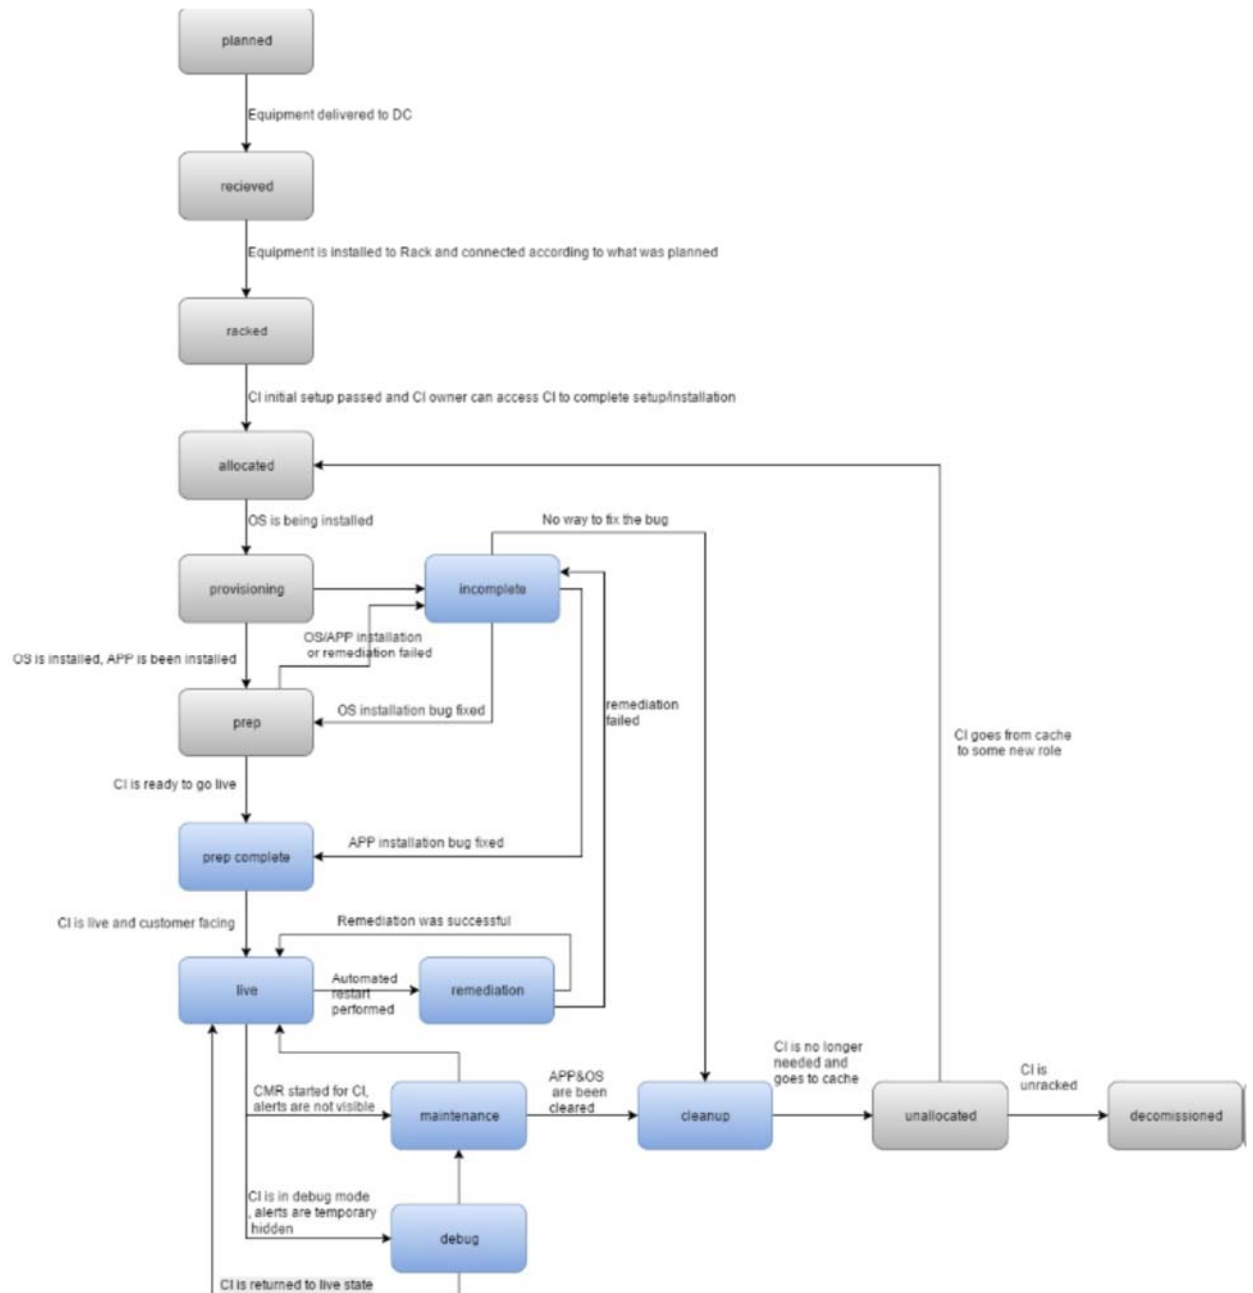 planned
Equipment delivered to DC
recieved
Equipment is installed to Rack and connected according to what was planned
racked
CI initial setup passed and CI owner can access CI to complete setup/installation
allocated
OS is being installed
No way to fix the bug
provisioning
incomplete
OS/APP installation
or remediation failed
OS is installed, APP is been installed
prep
OS installation bug fixed
remediation
failed
CI goes from cache
to some new role
CI is ready to go live
prep complete
APP installation bug fixed
CI is live and customer facing
Remediation was successful
live
Automated
restart
performed
remediation
CMR started for CI,
alerts are not visible
maintenance
APP&OS
are been
cleared
cleanup
CI is no longer
needed and
goes to cache
unallocated
CI is
unracked
decomissioned
CI is in debug mode
, alerts are temporary
hidden
debug
CI is returned to live state